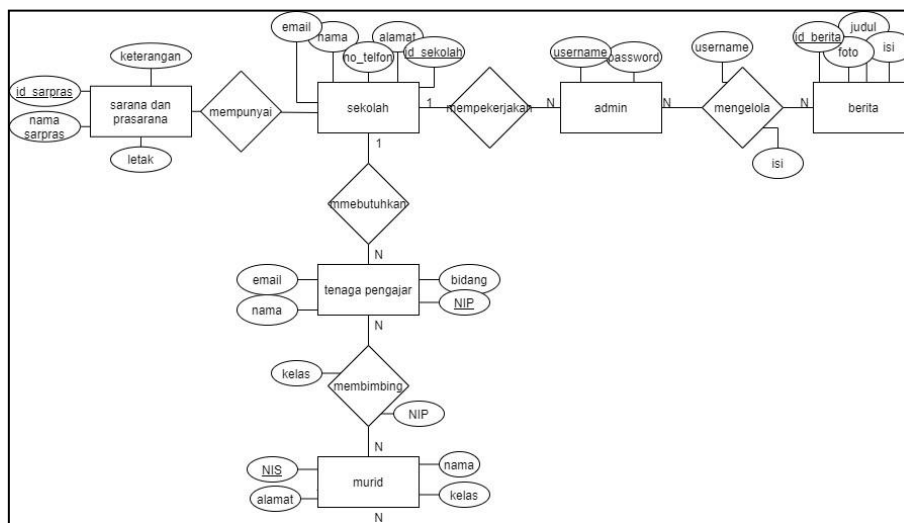 email
nama
alamat
id_sekolah
no_telfon
sekolah
keterangan
id_sarpras
nama
sarpras
sarana dan
prasarana
letak
mempunyai
1
mempekerjakan
N
username
password
admin
N
username
mengelola
isi
N
id_berita
judul
foto
isi
berita
1
mmebutuhkan
N
email
nama
tenaga pengajar
bidang
NIP
N
kelas
membimbing
NIP
N
NIS
alamat
murid
nama
kelas
N